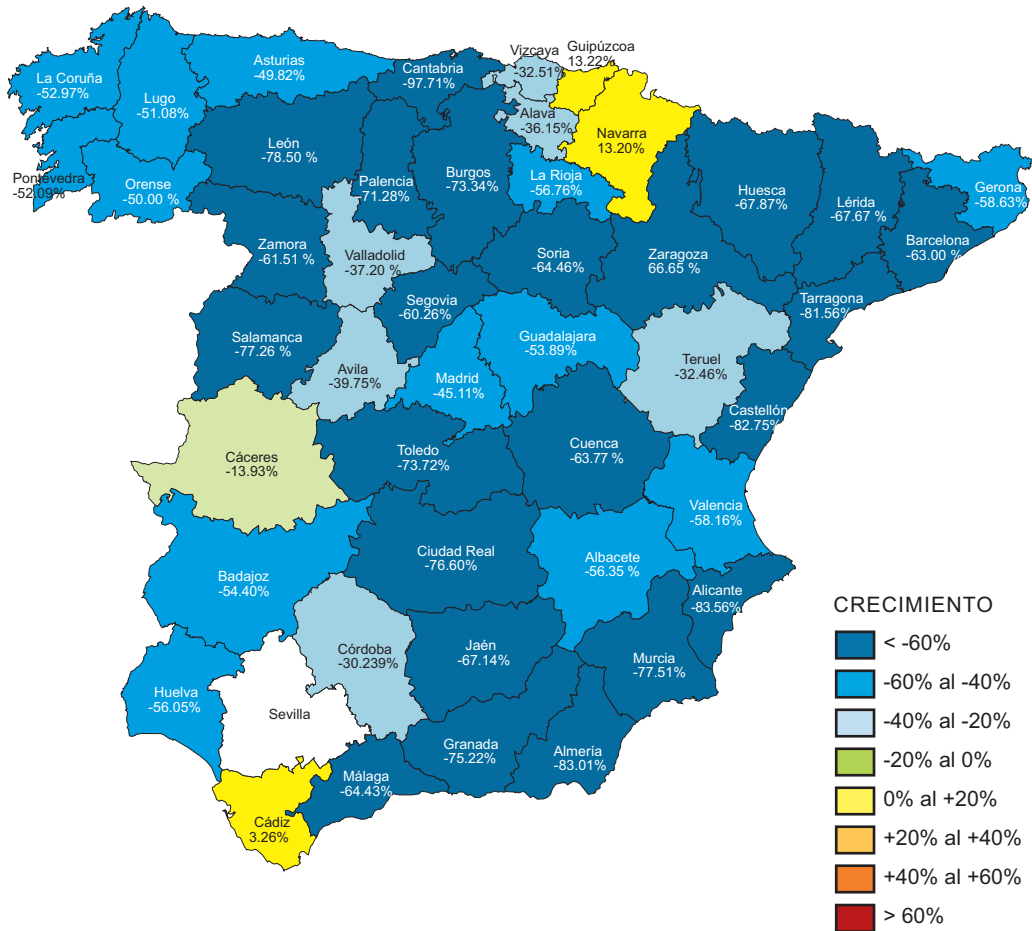 Vizcaya
-32.51%
Guipúzcoa
13.22%
Asturias
-49.82%
Cantabria
-97.71%
La Coruña
-52.97%
Lugo
-51.08%
Alava
-36.15%
Navarra
13.20%
León
-78.50 %
Pontevedra
-52.09%
Orense
-50.00 %
Palencia
-71.28%
Burgos
-73.34%
La Rioja
-56.76%
Huesca
-67.87%
Lérida
-67.67 %
Gerona
-58.63%
Barcelona
-63.00 %
Zamora
-61.51 %
Valladolid
-37.20 %
Soria
-64.46%
Zaragoza
66.65 %
Segovia
-60.26%
Tarragona
-81.56%
Salamanca
-77.26 %
Avila
-39.75%
Madrid
-45.11%
Guadalajara
-53.89%
Teruel
-32.46%
Castellón
-82.75%
Cáceres
-13.93%
Toledo
-73.72%
Cuenca
-63.77 %
Valencia
-58.16%
Badajoz
-54.40%
Ciudad Real
-76.60%
Albacete
-56.35 %
Alicante
-83.56%
Córdoba
-30.239%
Jaén
-67.14%
Murcia
-77.51%
Huelva
-56.05%
Sevilla
Granada
-75.22%
Almería
-83.01%
Málaga
-64.43%
Cádiz
3.26%
CRECIMIENTO
< -60%
-60% al -40%
-40% al -20%
-20% al 0%
0% al +20%
+20% al +40%
+40% al +60%
> 60%